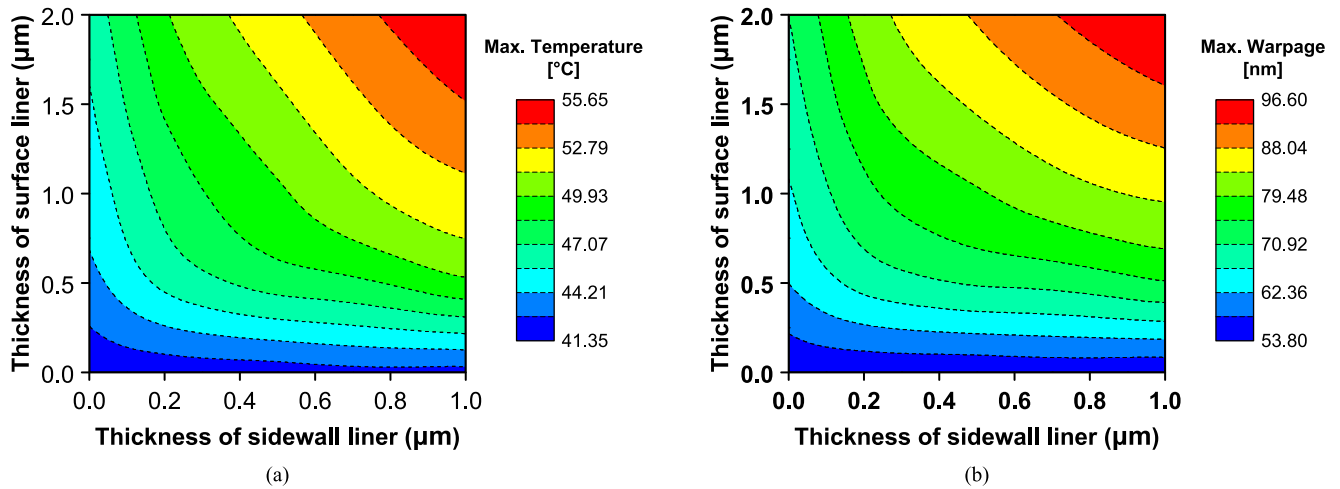 Thickness of surface liner (µm)
2.0
1.5
1.0
0.5
0.0
0.0 0.2 0.4 0.6 0.8 1.0
Thickness of sidewall liner (µm)
Max. Temperature
[°C]
55.65
52.79
49.93
47.07
44.21
41.35
(a)
Thickness of surface liner (µm)
2.0
1.5
1.0
0.5
0.0
0.0 0.2 0.4 0.6 0.8 1.0
Thickness of sidewall liner (µm)
Max. Warpage
[nm]
96.60
88.04
79.48
70.92
62.36
53.80
(b)